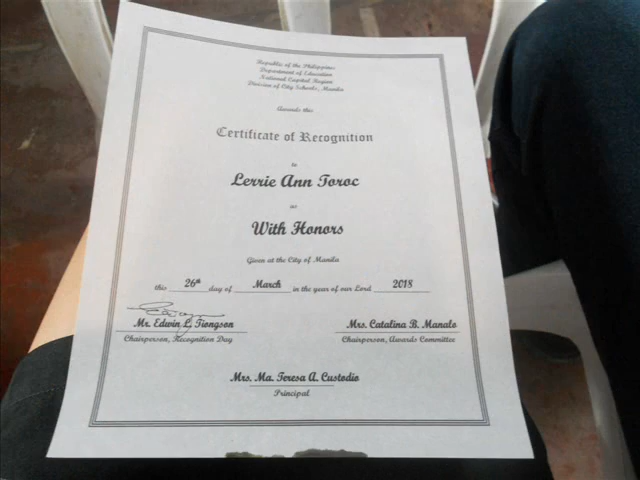 Republic of the Philippines
Department of Education
National Capital Region
Division of City Schools, Manila
Awards this
Certificate of Recognition
to
Lerrie Ann Toroc
as
With Honors
Given at the City of Manila
this 26th day of March in the year of our Lord 2018
Mr. Edwin L. Tiongson Mrs. Catalina B. Manalo
Chairperson, Recognition Day Chairperson, Awards Committee
Mrs. Ma. Teresa A. Custodio
Principal